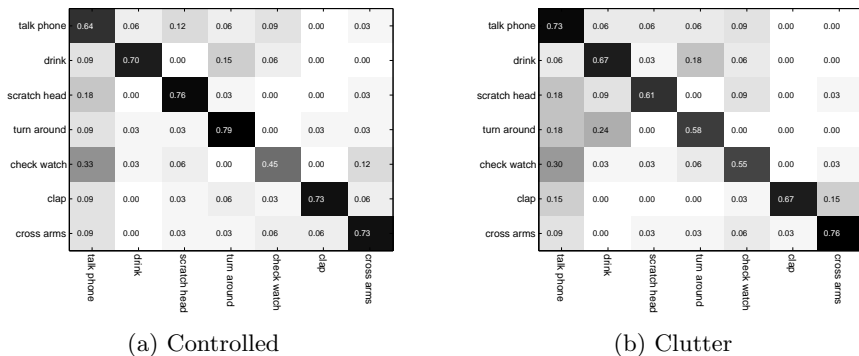 talk phone 0.64 0.06 0.12 0.06 0.09 0.00 0.03
drink 0.09 0.70 0.00 0.15 0.06 0.00 0.00
scratch head 0.18 0.00 0.76 0.03 0.00 0.00 0.03
turn around 0.09 0.03 0.03 0.79 0.00 0.03 0.03
check watch 0.33 0.03 0.06 0.00 0.45 0.00 0.12
clap 0.09 0.00 0.03 0.06 0.03 0.73 0.06
cross arms 0.09 0.00 0.03 0.03 0.06 0.06 0.73
talk phone drink scratch head turn around check watch clap cross arms
(a) Controlled
talk phone 0.73 0.06 0.06 0.06 0.09 0.00 0.00
drink 0.06 0.67 0.03 0.18 0.06 0.00 0.00
scratch head 0.18 0.09 0.61 0.00 0.09 0.00 0.03
turn around 0.18 0.24 0.00 0.58 0.00 0.00 0.00
check watch 0.30 0.03 0.03 0.06 0.55 0.00 0.03
clap 0.15 0.00 0.00 0.00 0.03 0.67 0.15
cross arms 0.09 0.00 0.03 0.03 0.06 0.03 0.76
talk phone drink scratch head turn around check watch clap cross arms
(b) Clutter